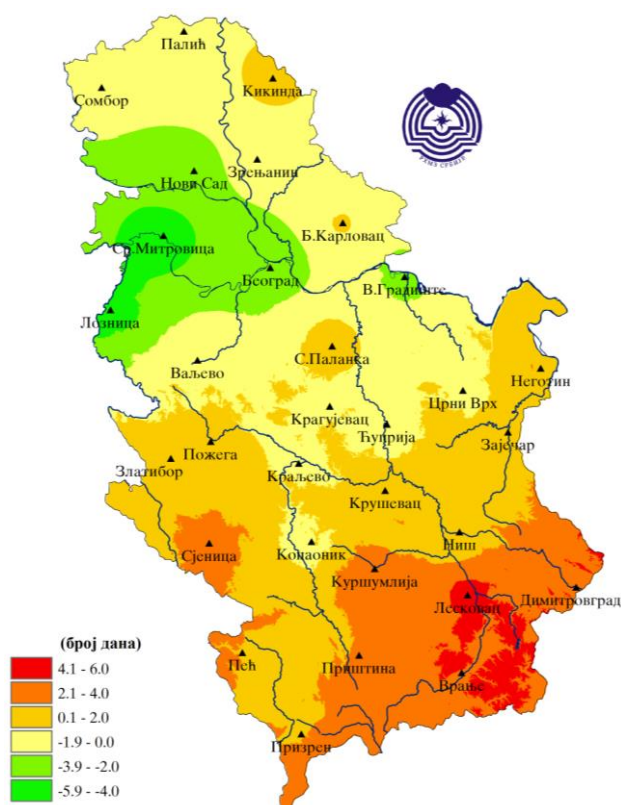 Палић
Кикинда
Сомбор
РХМЗ СРБИЈЕ
Зрењанин
Нови Сад
Б.Карловац
Ср.Митровица
Београд
В.Градиште
Лозница
С.Паланка
Ваљево
Неготин
Црни Врх
Крагујевац
Ћуприја
Зајечар
Пожега
Златибор
Краљево
Крушевац
Ниш
Сјеница
Копаоник
Куршумлија
Димитровград
Лесковац
(број дана)
Пећ
Приштина
4.1 - 6.0
Врање
2.1 - 4.0
0.1 - 2.0
-1.9 - 0.0
Призрен
-3.9 - -2.0
-5.9 - -4.0